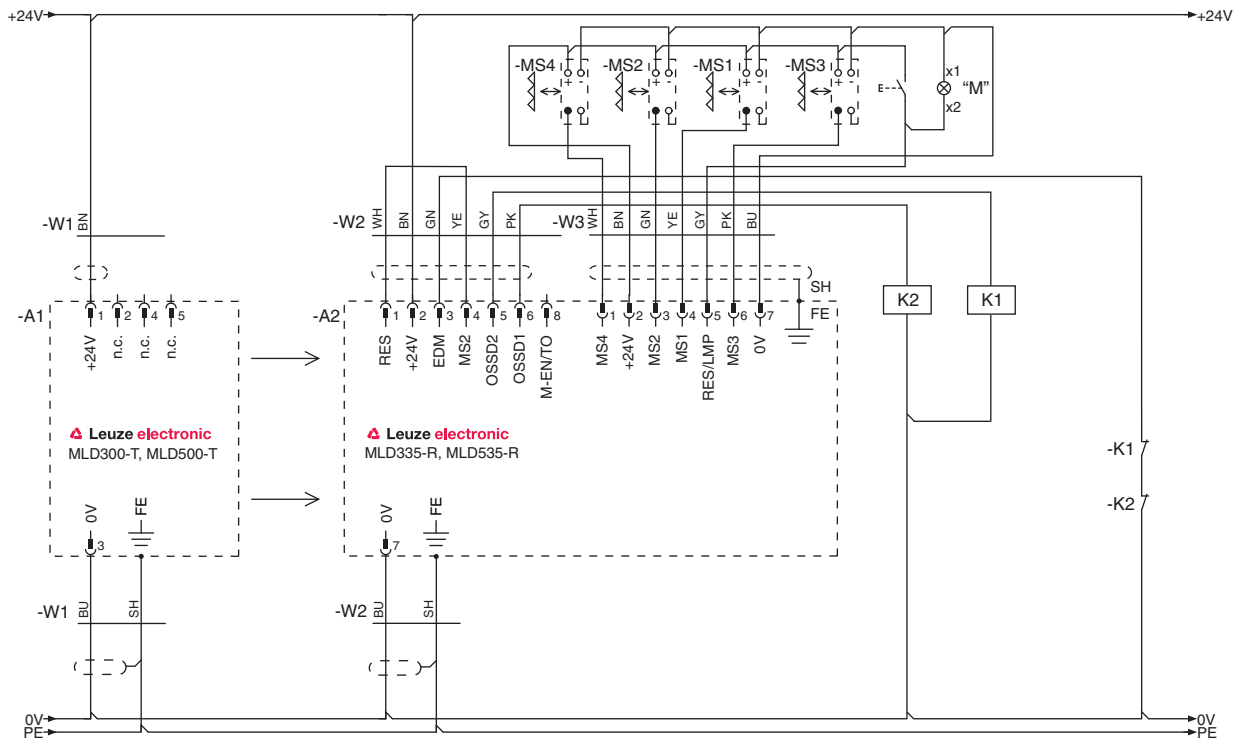 +24V +24V
-MS4 -MS2 -MS1 -MS3
+ - + - + - + -
E x1 "M"
x2
-W1 BN -W2 WH BN GN YE GY PK -W3 WH BN GN YE GY PK BU
SH
-A1 1 2 4 5 -A2 1 2 3 4 5 6 8 1 2 3 4 5 6 7 FE K2 K1
+24V n.c. n.c. n.c. RES +24V EDM MS2 OSSD2 OSSD1 M-EN/TO MS4 +24V MS2 MS1 RES/LMP MS3 0V
Leuze electronic Leuze electronic
MLD300-T, MLD500-T MLD335-R, MLD535-R
-K1
0V FE 0V FE -K2
3 7
-W1 BU SH -W2 BU SH
0V 0V
PE PE